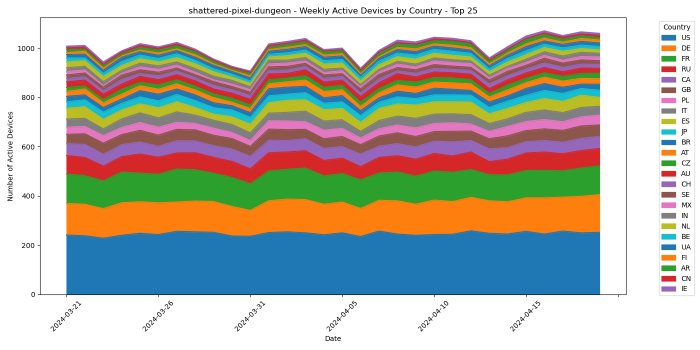 shattered-pixel-dungeon - Weekly Active Devices by Country - Top 25
Number of Active Devices
1000
800
600
400
200
0
2024-03-21
2024-03-26
2024-03-31
2024-04-05
2024-04-10
2024-04-15
Date
Country
US
DE
FR
RU
CA
GB
PL
IT
ES
JP
BR
AT
CZ
AU
CH
SE
MX
IN
NL
BE
UA
FI
AR
CN
IE